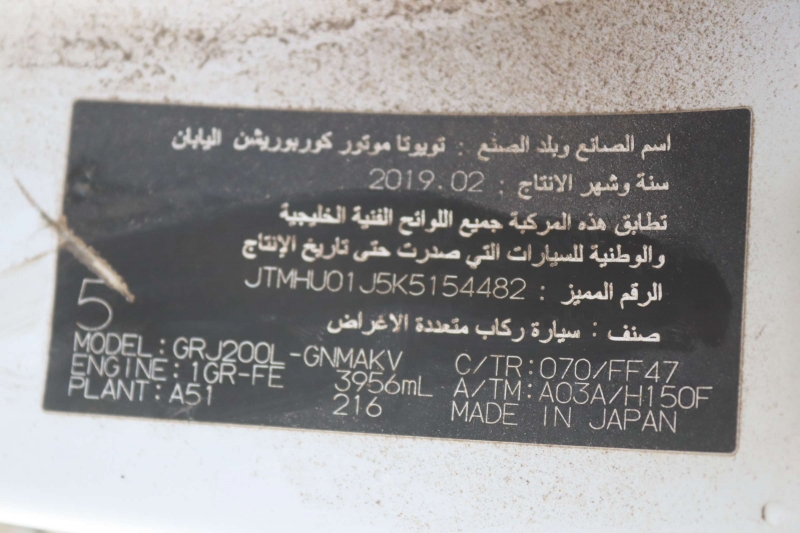 اسم الصانع وبلد الصنع : تويوتا موتور كوربوريشن اليابان
سنة وشهر الانتاج : 2019.02
تطابق هذه المركبة جميع اللوائح الفنية الخليجية
والوطنية للسيارات التي صدرت حتى تاريخ الإنتاج
الرقم المميز : JTMHU01J5K5154482
صنف : سيارة ركاب متعددة الاغراض
5
MODEL: GRJ200L-GNMAKV C/TR: 070/FF47
ENGINE: 1GR-FE 3956mL A/TM: A03A/H150F
PLANT: A51 216 MADE IN JAPAN